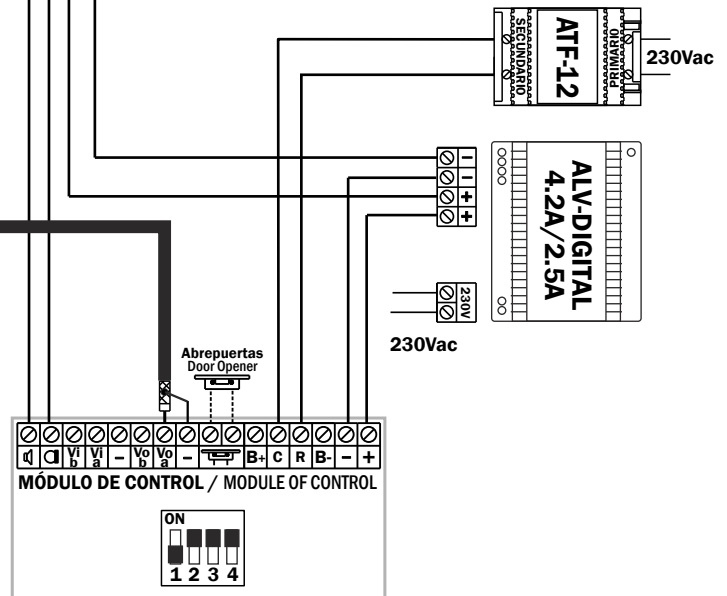 SECUNDARIO
ATF-12
PRIMARIO
230Vac
ALV-DIGITAL
4.2A/2.5A
−
−
+
+
230V
230Vac
Abrepuertas
Door Opener
Vi b Vi a − Vo b Vo a − B+ C R B- − +
MÓDULO DE CONTROL / MODULE OF CONTROL
ON
1 2 3 4